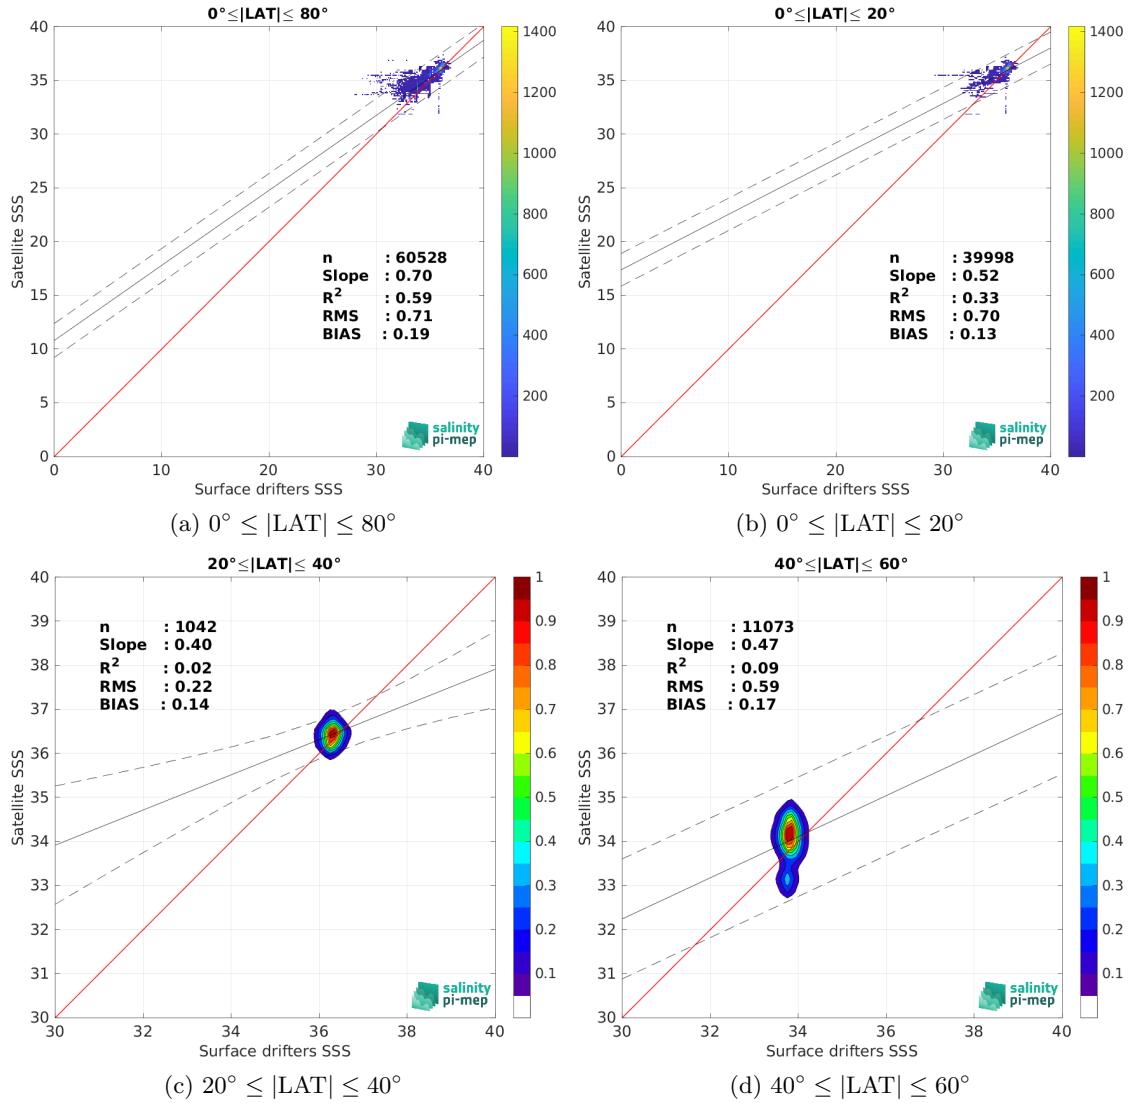 0°≤|LAT|≤ 80°
Satellite SSS
40
35
30
25
20
15
10
5
0
0
10
20
30
40
Surface drifters SSS
n : 60528
Slope : 0.70
R² : 0.59
RMS : 0.71
BIAS : 0.19
salinity
pi-mep
1400
1200
1000
800
600
400
200
(a) 0° ≤ |LAT| ≤ 80°
0°≤|LAT|≤ 20°
Satellite SSS
40
35
30
25
20
15
10
5
0
0
10
20
30
40
Surface drifters SSS
n : 39998
Slope : 0.52
R² : 0.33
RMS : 0.70
BIAS : 0.13
salinity
pi-mep
1400
1200
1000
800
600
400
200
(b) 0° ≤ |LAT| ≤ 20°
20°≤|LAT|≤ 40°
Satellite SSS
40
39
38
37
36
35
34
33
32
31
30
30
32
34
36
38
40
Surface drifters SSS
n : 1042
Slope : 0.40
R² : 0.02
RMS : 0.22
BIAS : 0.14
salinity
pi-mep
1
0.9
0.8
0.7
0.6
0.5
0.4
0.3
0.2
0.1
(c) 20° ≤ |LAT| ≤ 40°
40°≤|LAT|≤ 60°
Satellite SSS
40
39
38
37
36
35
34
33
32
31
30
30
32
34
36
38
40
Surface drifters SSS
n : 11073
Slope : 0.47
R² : 0.09
RMS : 0.59
BIAS : 0.17
salinity
pi-mep
1
0.9
0.8
0.7
0.6
0.5
0.4
0.3
0.2
0.1
(d) 40° ≤ |LAT| ≤ 60°